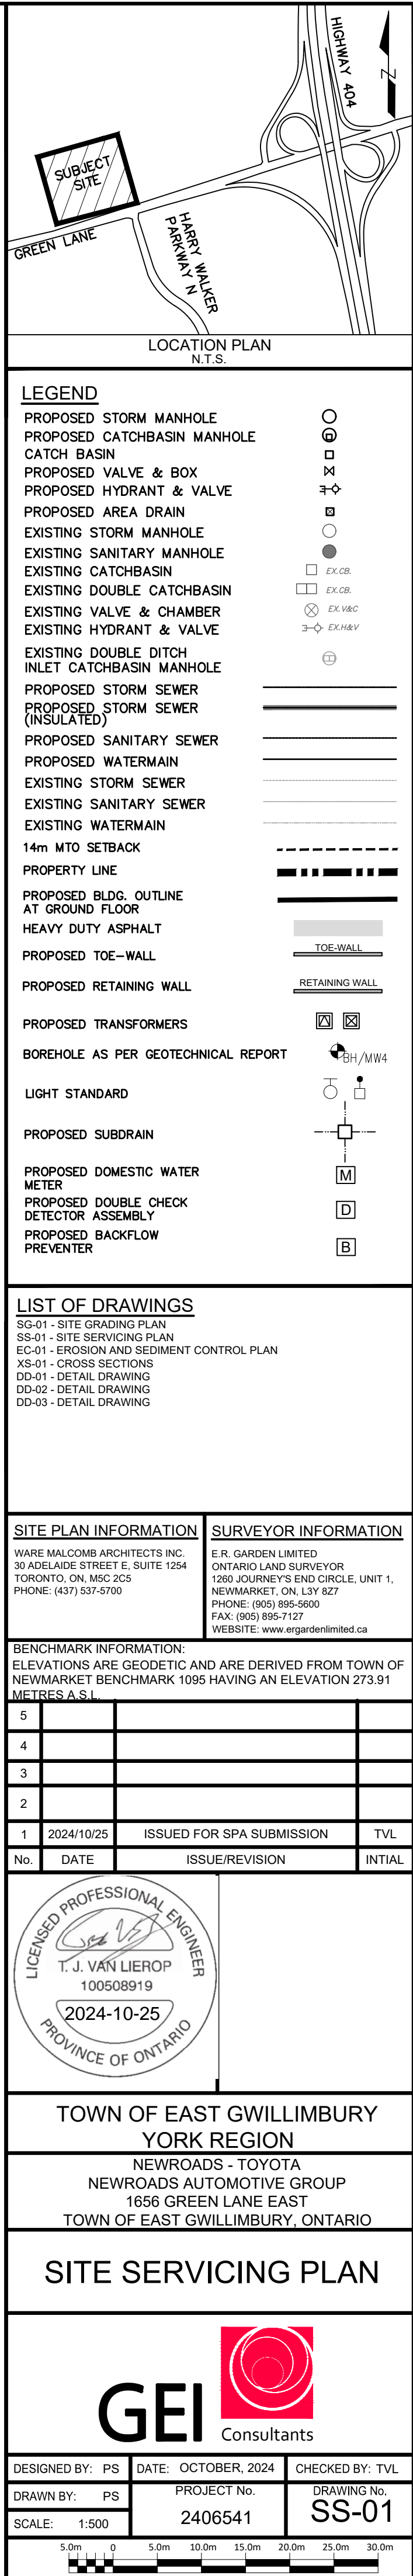 HIGHWAY 404
N
SUBJECT
SITE
GREEN LANE
HARRY WALKER
PARKWAY N
LOCATION PLAN
N.T.S.
LEGEND
PROPOSED STORM MANHOLE
PROPOSED CATCHBASIN MANHOLE
CATCH BASIN
PROPOSED VALVE & BOX
PROPOSED HYDRANT & VALVE
PROPOSED AREA DRAIN
EXISTING STORM MANHOLE
EXISTING SANITARY MANHOLE
EXISTING CATCHBASIN EX.CB.
EXISTING DOUBLE CATCHBASIN EX.CB.
EXISTING VALVE & CHAMBER EX.V&C
EXISTING HYDRANT & VALVE EX.H&V
EXISTING DOUBLE DITCH
INLET CATCHBASIN MANHOLE
PROPOSED STORM SEWER
PROPOSED STORM SEWER
(INSULATED)
PROPOSED SANITARY SEWER
PROPOSED WATERMAIN
EXISTING STORM SEWER
EXISTING SANITARY SEWER
EXISTING WATERMAIN
14m MTO SETBACK
PROPERTY LINE
PROPOSED BLDG. OUTLINE
AT GROUND FLOOR
HEAVY DUTY ASPHALT
PROPOSED TOE-WALL TOE-WALL
PROPOSED RETAINING WALL RETAINING WALL
PROPOSED TRANSFORMERS
BOREHOLE AS PER GEOTECHNICAL REPORT BH/MW4
LIGHT STANDARD
PROPOSED SUBDRAIN
PROPOSED DOMESTIC WATER
METER M
PROPOSED DOUBLE CHECK
DETECTOR ASSEMBLY D
PROPOSED BACKFLOW
PREVENTER B
LIST OF DRAWINGS
SG-01 - SITE GRADING PLAN
SS-01 - SITE SERVICING PLAN
EC-01 - EROSION AND SEDIMENT CONTROL PLAN
XS-01 - CROSS SECTIONS
DD-01 - DETAIL DRAWING
DD-02 - DETAIL DRAWING
DD-03 - DETAIL DRAWING
SITE PLAN INFORMATION
WARE MALCOMB ARCHITECTS INC.
30 ADELAIDE STREET E, SUITE 1254
TORONTO, ON, M5C 2C5
PHONE: (437) 537-5700
SURVEYOR INFORMATION
E.R. GARDEN LIMITED
ONTARIO LAND SURVEYOR
1260 JOURNEY'S END CIRCLE, UNIT 1,
NEWMARKET, ON, L3Y 8Z7
PHONE: (905) 895-5600
FAX: (905) 895-7127
WEBSITE: www.ergardenlimited.ca
BENCHMARK INFORMATION:
ELEVATIONS ARE GEODETIC AND ARE DERIVED FROM TOWN OF
NEWMARKET BENCHMARK 1095 HAVING AN ELEVATION 273.91
METRES A.S.L.
5
4
3
2
1 2024/10/25 ISSUED FOR SPA SUBMISSION TVL
No. DATE ISSUE/REVISION INTIAL
LICENSED PROFESSIONAL ENGINEER
T. J. VAN LIEROP
100508919
2024-10-25
PROVINCE OF ONTARIO
TOWN OF EAST GWILLIMBURY
YORK REGION
NEWROADS - TOYOTA
NEWROADS AUTOMOTIVE GROUP
1656 GREEN LANE EAST
TOWN OF EAST GWILLIMBURY, ONTARIO
SITE SERVICING PLAN
GEI
Consultants
DESIGNED BY: PS DATE: OCTOBER, 2024 CHECKED BY: TVL
DRAWN BY: PS
SCALE: 1:500
PROJECT No.
2406541
DRAWING No.
SS-01
5.0m 0 5.0m 10.0m 15.0m 20.0m 25.0m 30.0m